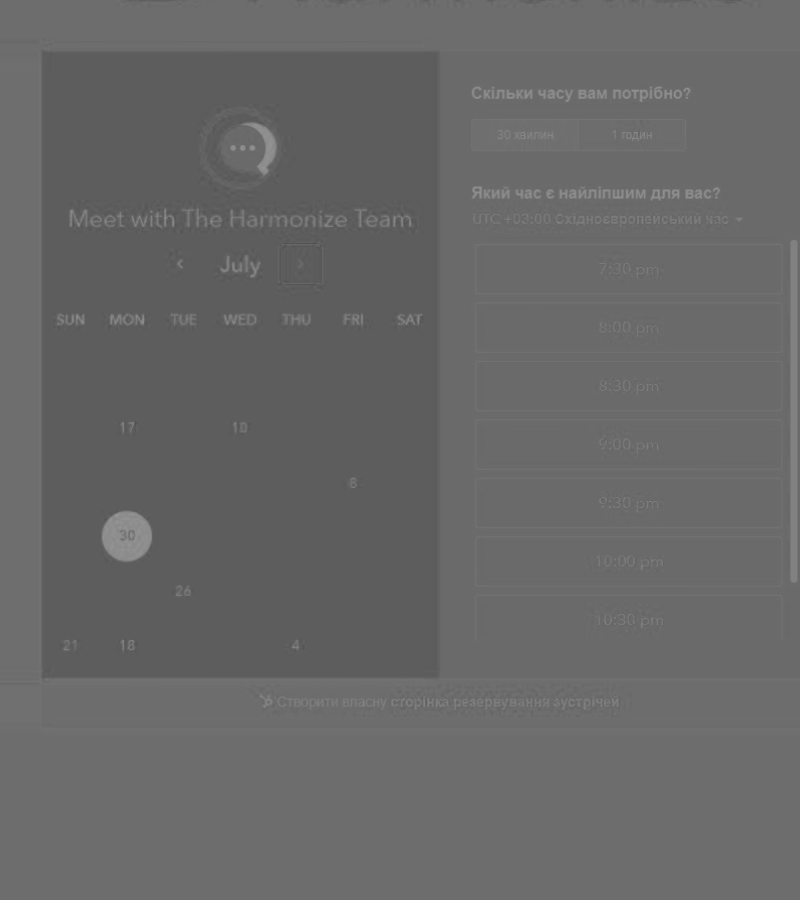 Meet with The Harmonize Team
July
SUN MON TUE WED THU FRI SAT
17 10
8
30
26
21 18 4
Скільки часу вам потрібно?
30 хвилин 1 годин
Який час є найліпшим для вас?
UTC +03:00 Східноєвропейський час
7:30 pm
8:00 pm
8:30 pm
9:00 pm
9:30 pm
10:00 pm
10:30 pm
Створити власну сторінка резервування зустрічей